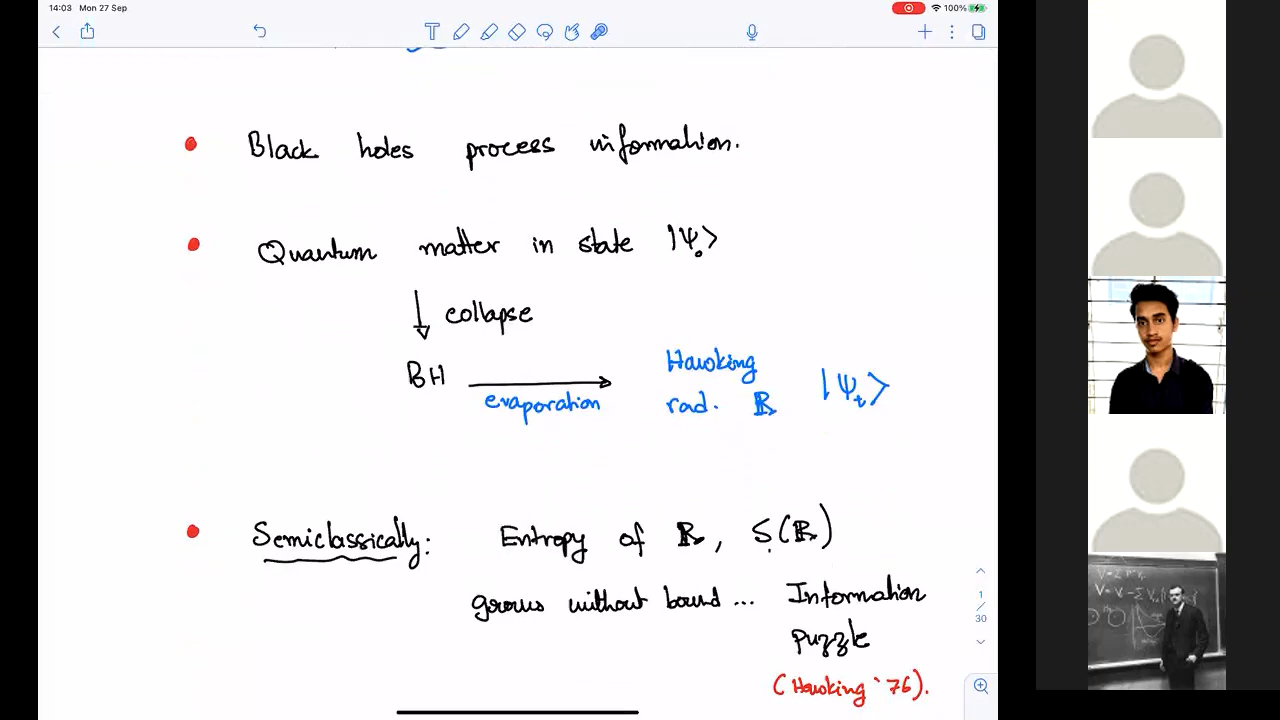 14:03 Mon 27 Sep
100%
Black holes process information.
Quantum matter in state |Ψ₀>
collapse
BH
evaporation
Hawking
rad. ℝ
|Ψₜ>
Semiclassically: Entropy of ℝ, S(ℝ)
grows without bound... Information
puzzle
(Hawking '76).
1
/
30